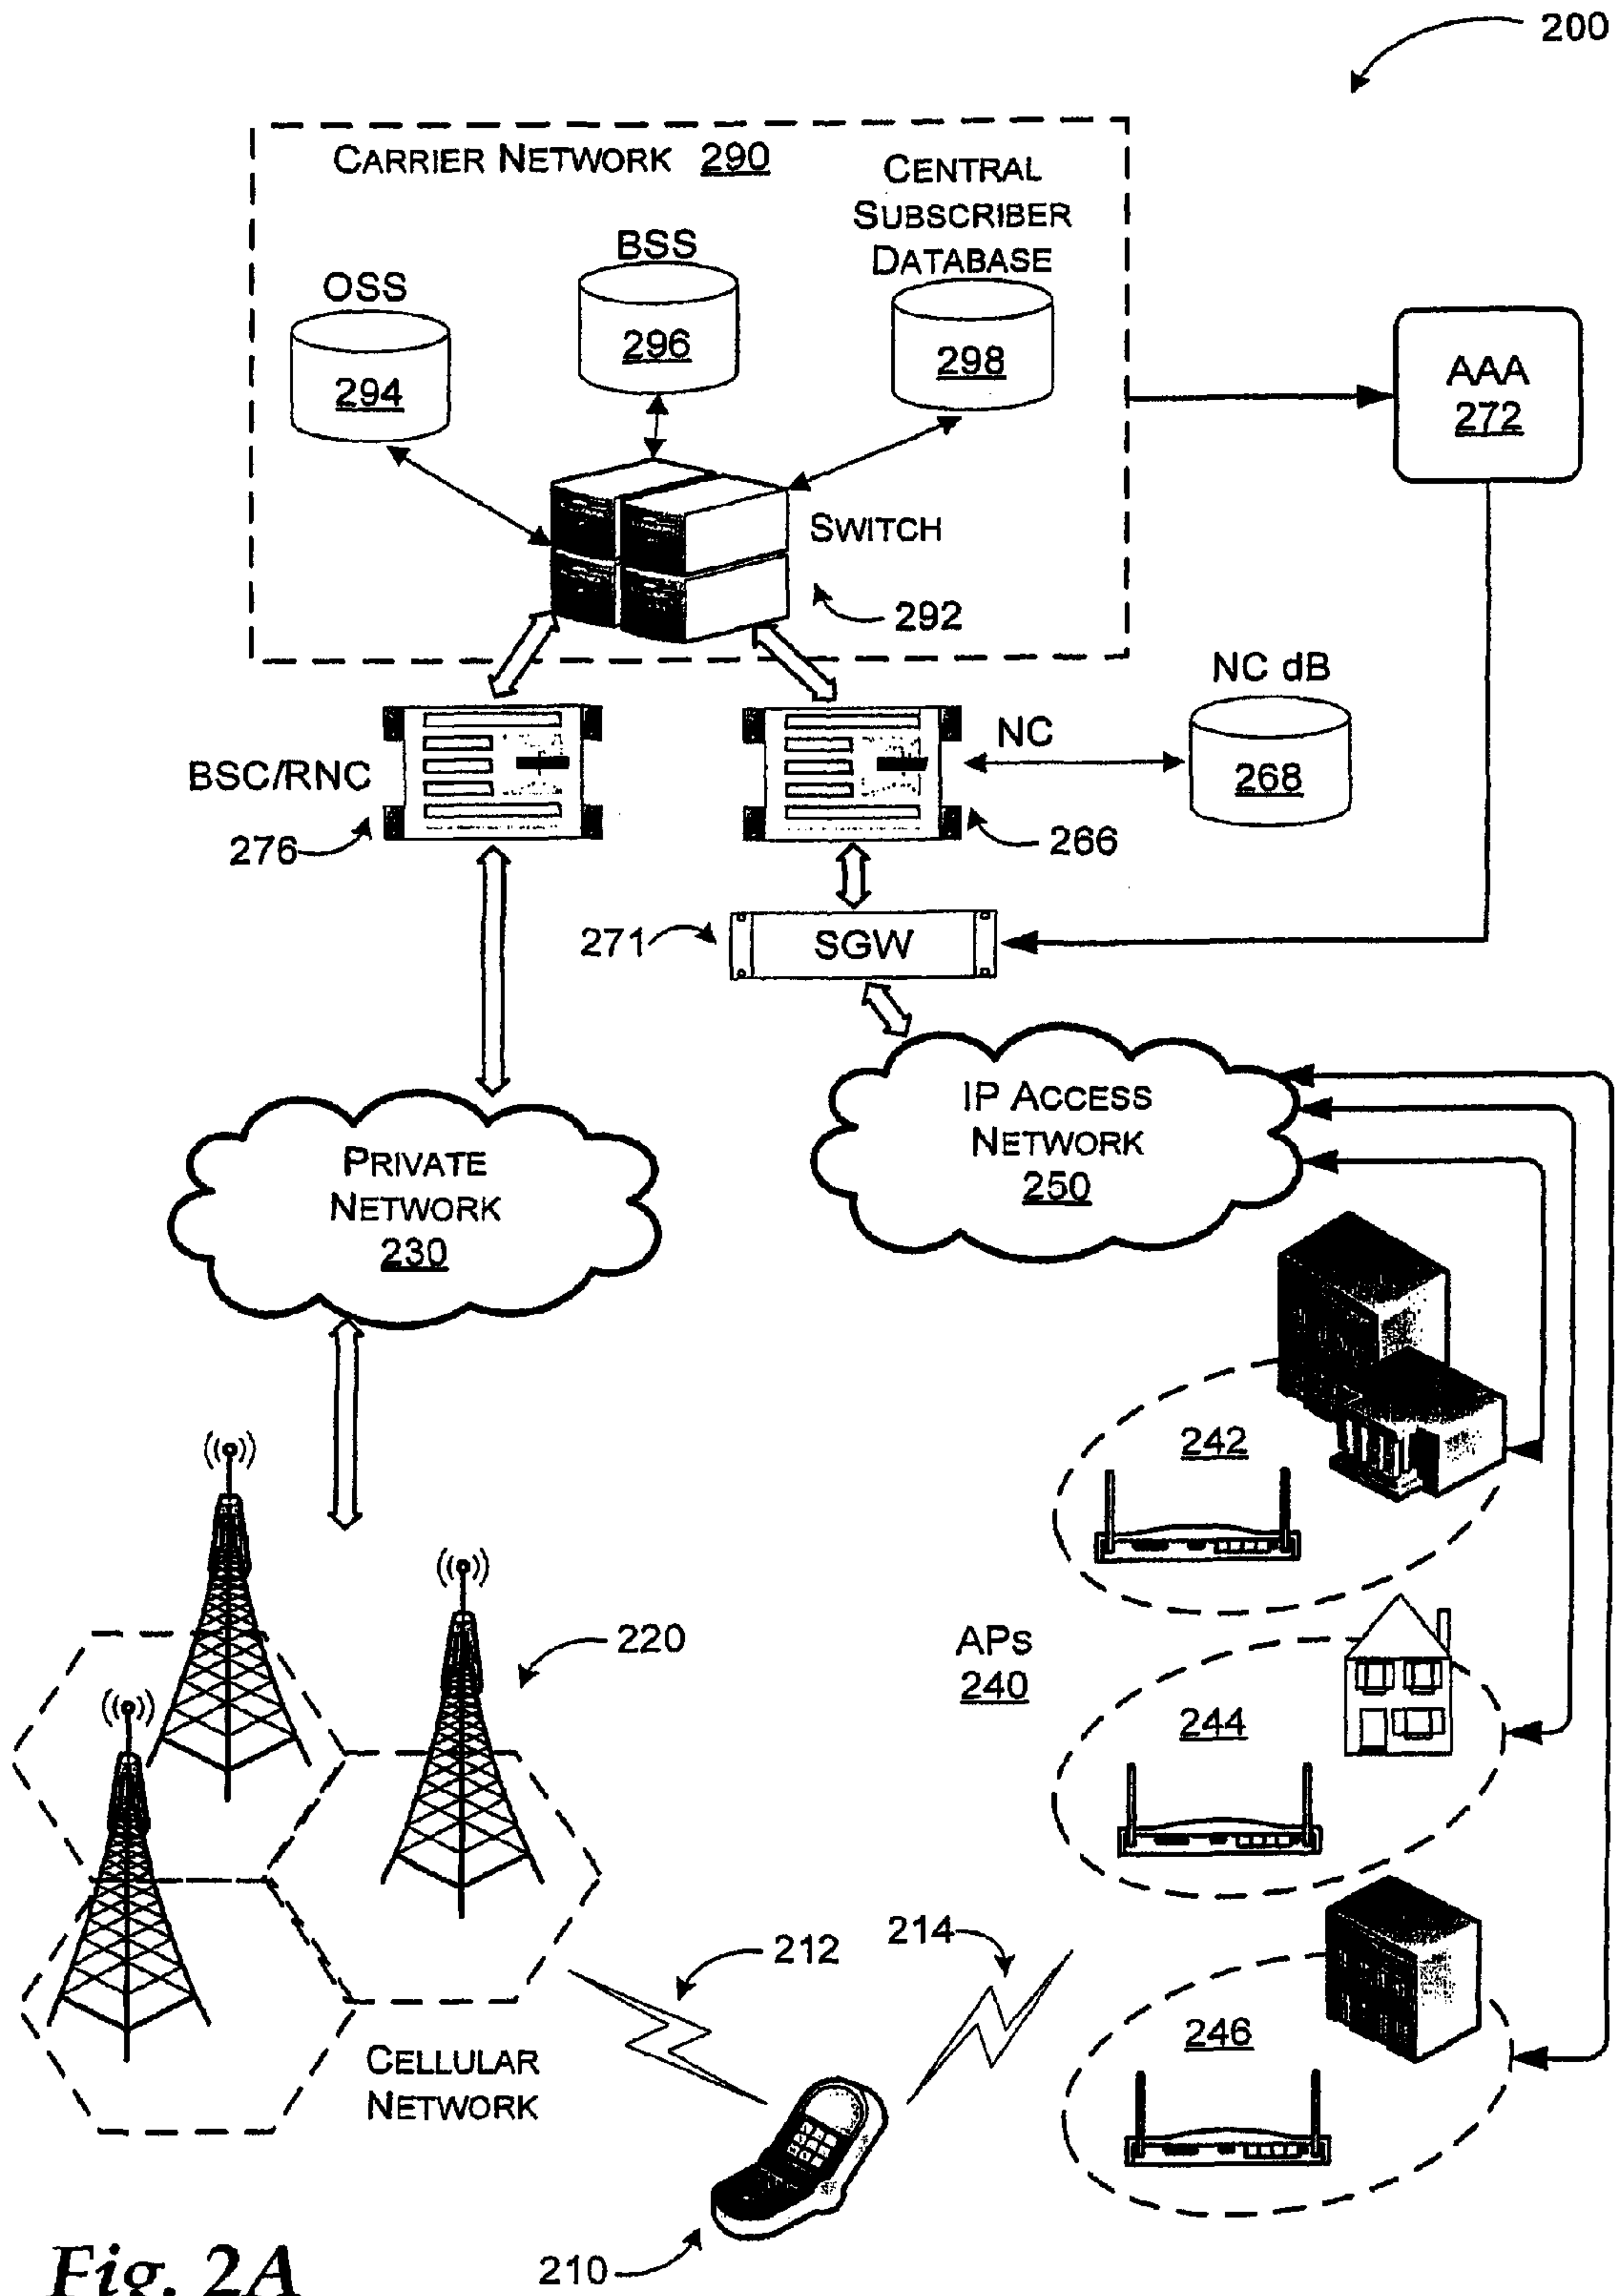 200
CARRIER NETWORK 290
CENTRAL
SUBSCRIBER
DATABASE
BSS
OSS
296
298
294
AAA
272
SWITCH
292
NC dB
NC
BSC/RNC
268
276
266
271
SGW
IP ACCESS
NETWORK
250
PRIVATE
NETWORK
230
242
220
APs
240
244
212
214
246
CELLULAR
NETWORK
210
Fig. 2A